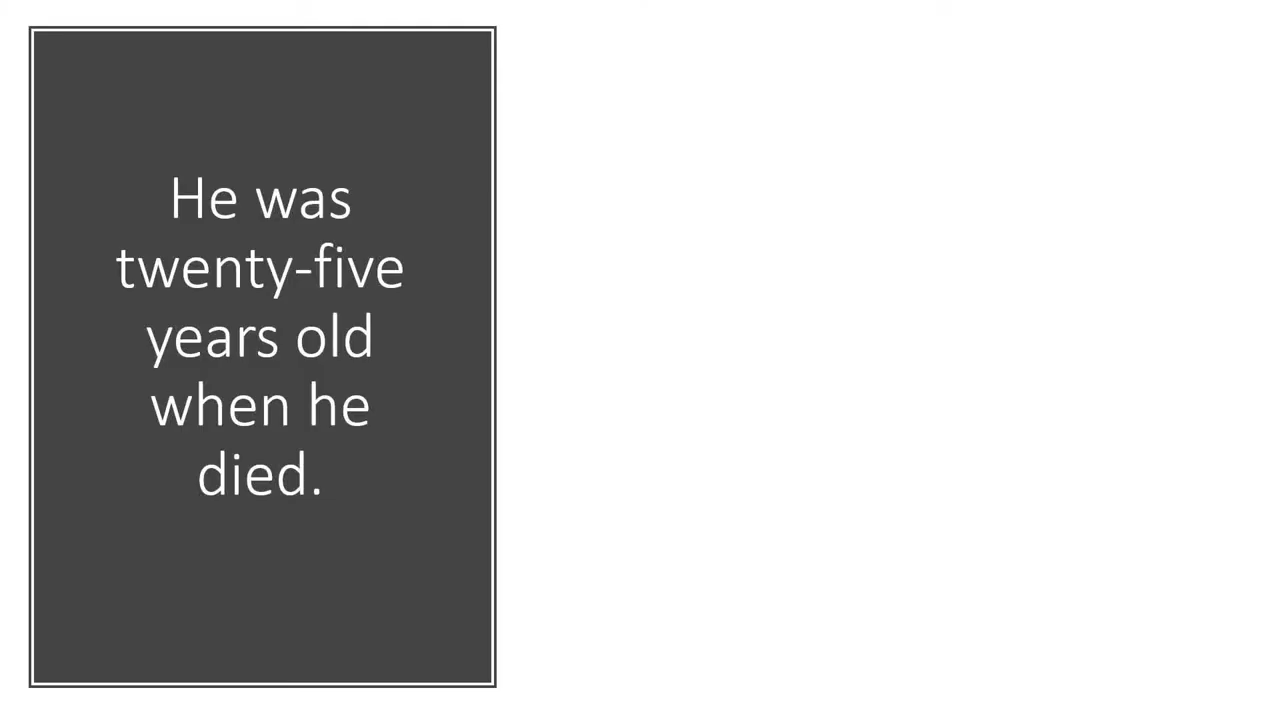 He was
twenty-five
years old
when he
died.